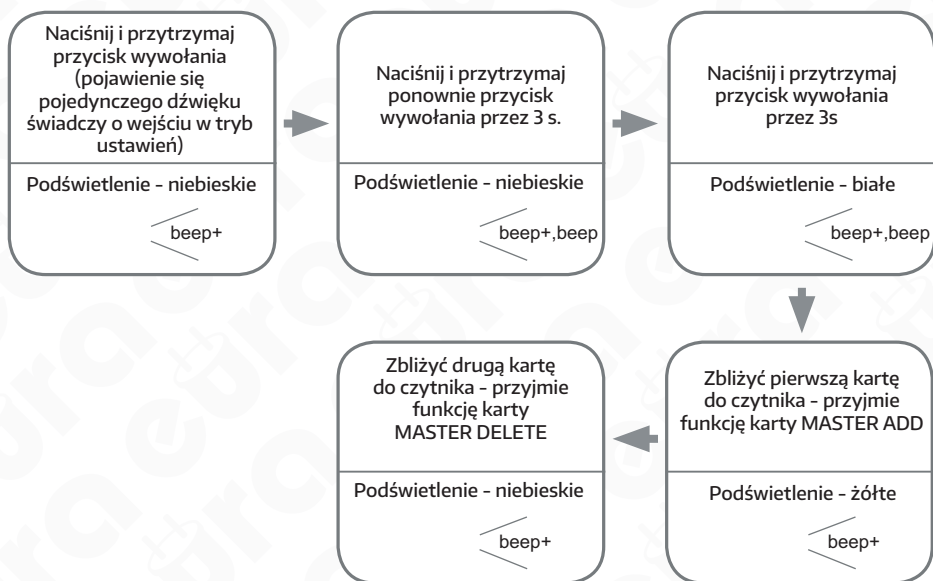 Naciśnij i przytrzymaj
przycisk wywołania
(pojawienie się
pojedynczego dźwięku
świadczy o wejściu w tryb
ustawień)
Podświetlenie - niebieskie
beep+
Naciśnij i przytrzymaj
ponownie przycisk
wywołania przez 3 s.
Podświetlenie - niebieskie
beep+,beep
Naciśnij i przytrzymaj
przycisk wywołania
przez 3s
Podświetlenie - białe
beep+,beep
Zbliżyć pierwszą kartę
do czytnika - przyjmie
funkcję karty MASTER ADD
Podświetlenie - żółte
beep+
Zbliżyć drugą kartę
do czytnika - przyjmie
funkcję karty
MASTER DELETE
Podświetlenie - niebieskie
beep+